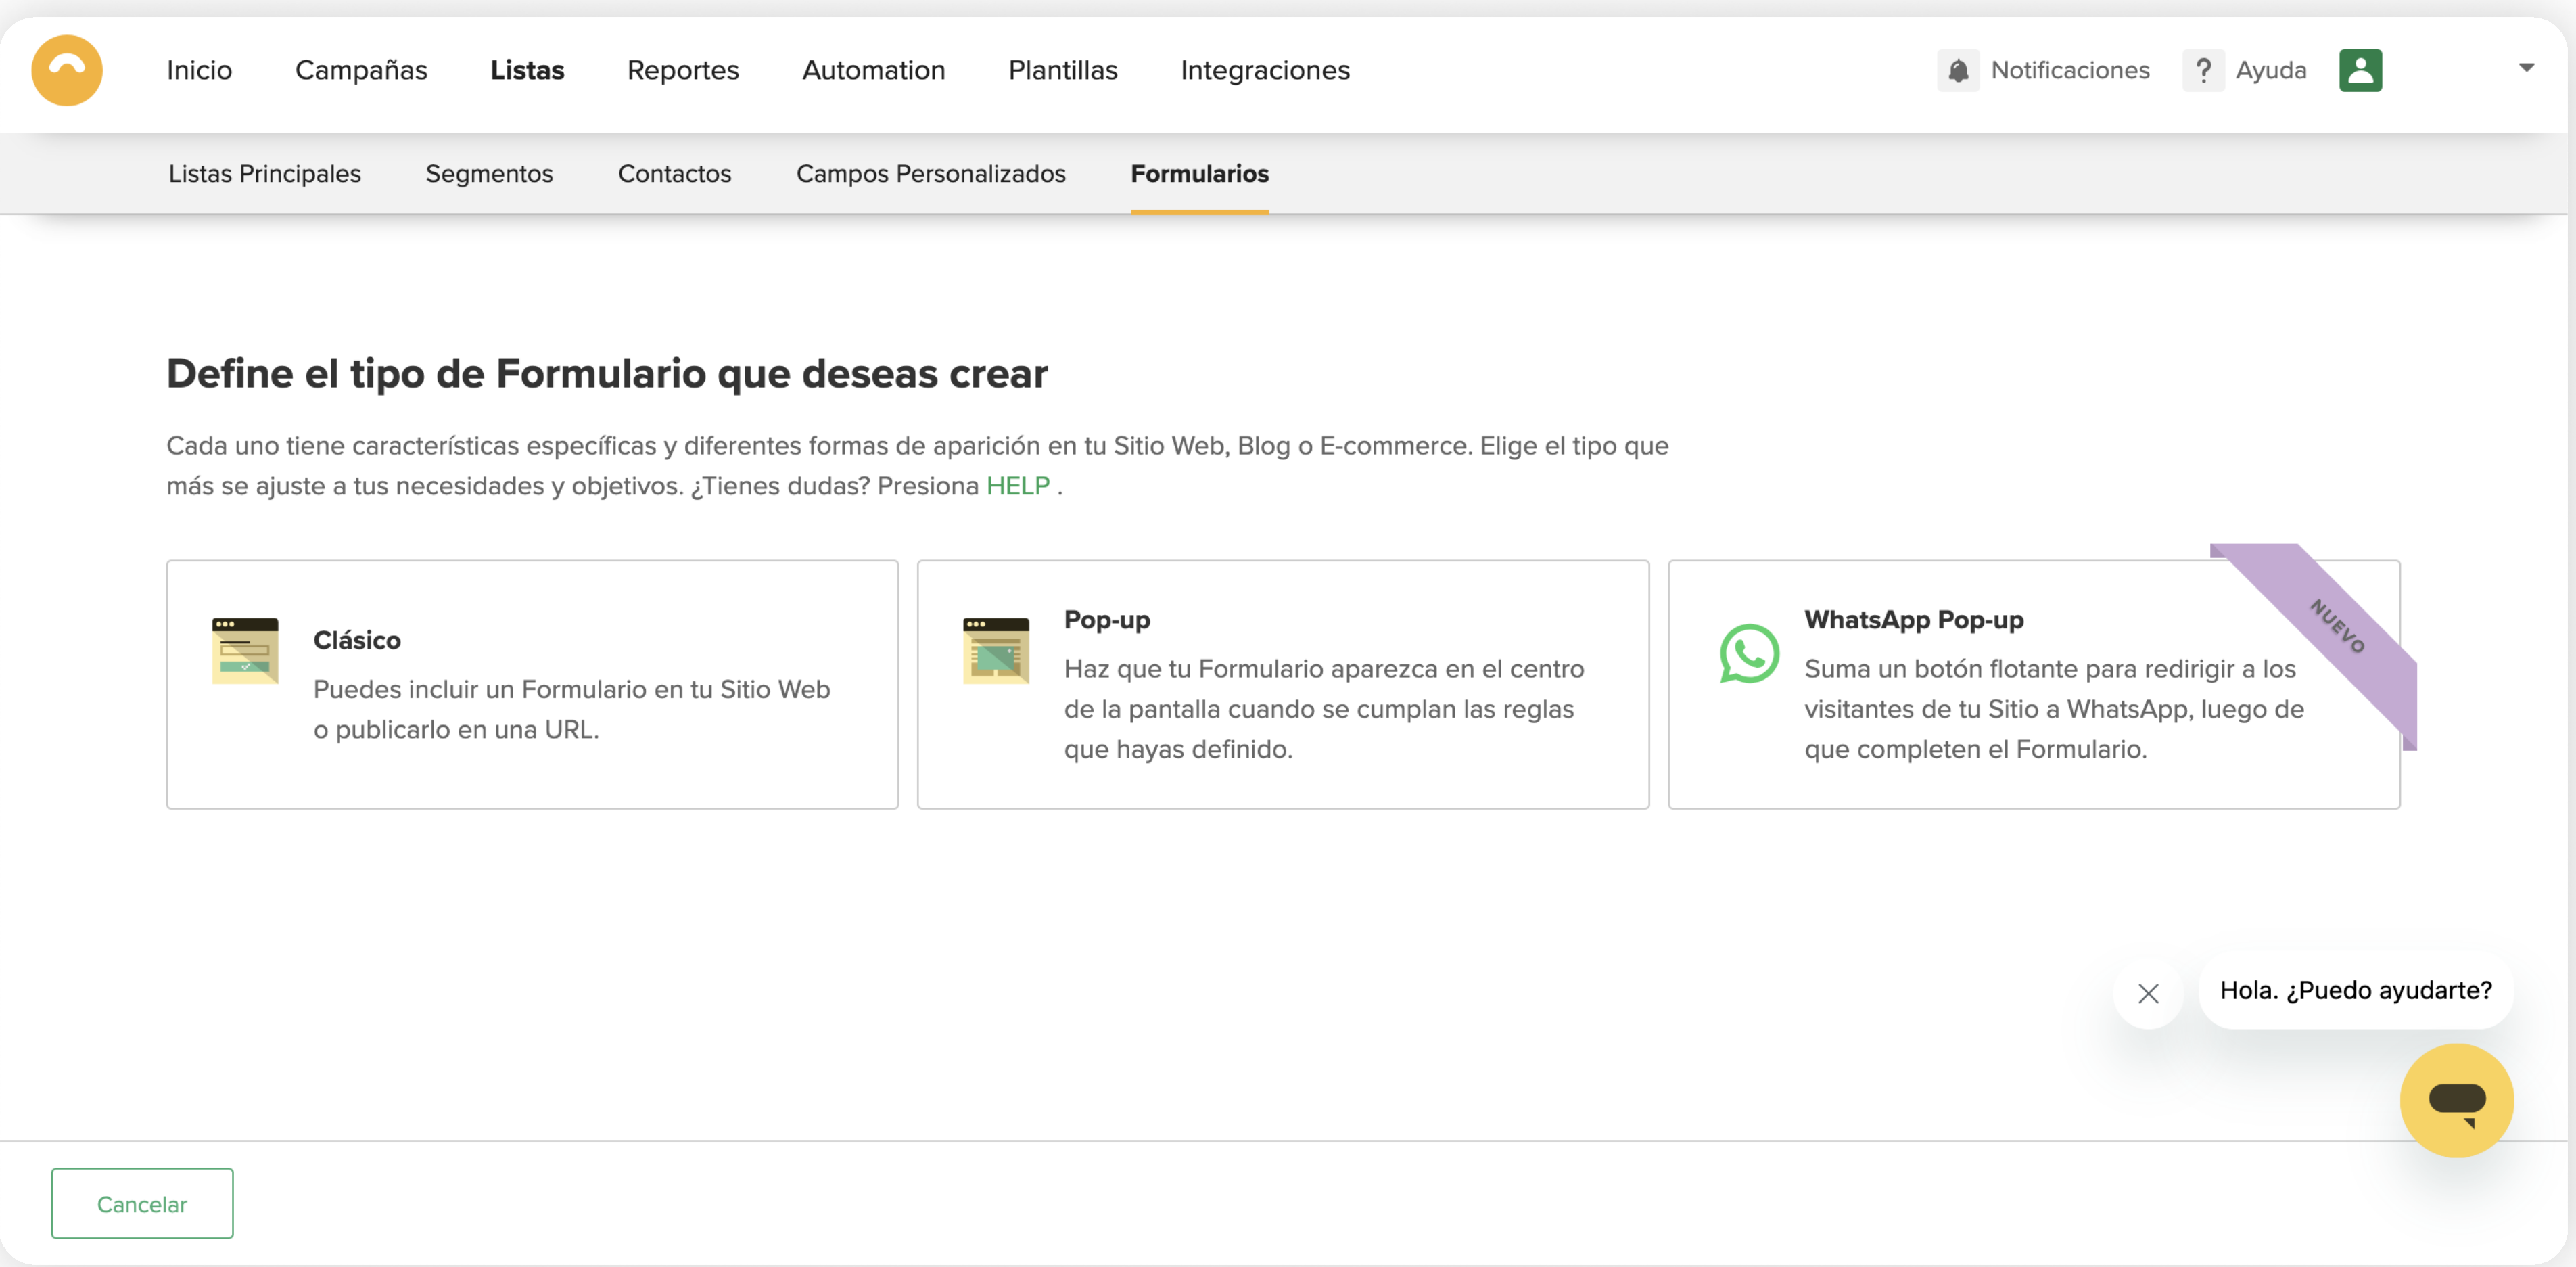 Inicio Campañas Listas Reportes Automation Plantillas Integraciones Notificaciones ? Ayuda
Listas Principales Segmentos Contactos Campos Personalizados Formularios
Define el tipo de Formulario que deseas crear
Cada uno tiene características específicas y diferentes formas de aparición en tu Sitio Web, Blog o E-commerce. Elige el tipo que
más se ajuste a tus necesidades y objetivos. ¿Tienes dudas? Presiona HELP .
Clásico
Puedes incluir un Formulario en tu Sitio Web
o publicarlo en una URL.
Pop-up
Haz que tu Formulario aparezca en el centro
de la pantalla cuando se cumplan las reglas
que hayas definido.
WhatsApp Pop-up
Suma un botón flotante para redirigir a los
visitantes de tu Sitio a WhatsApp, luego de
que completen el Formulario.
NUEVO
Hola. ¿Puedo ayudarte?
Cancelar